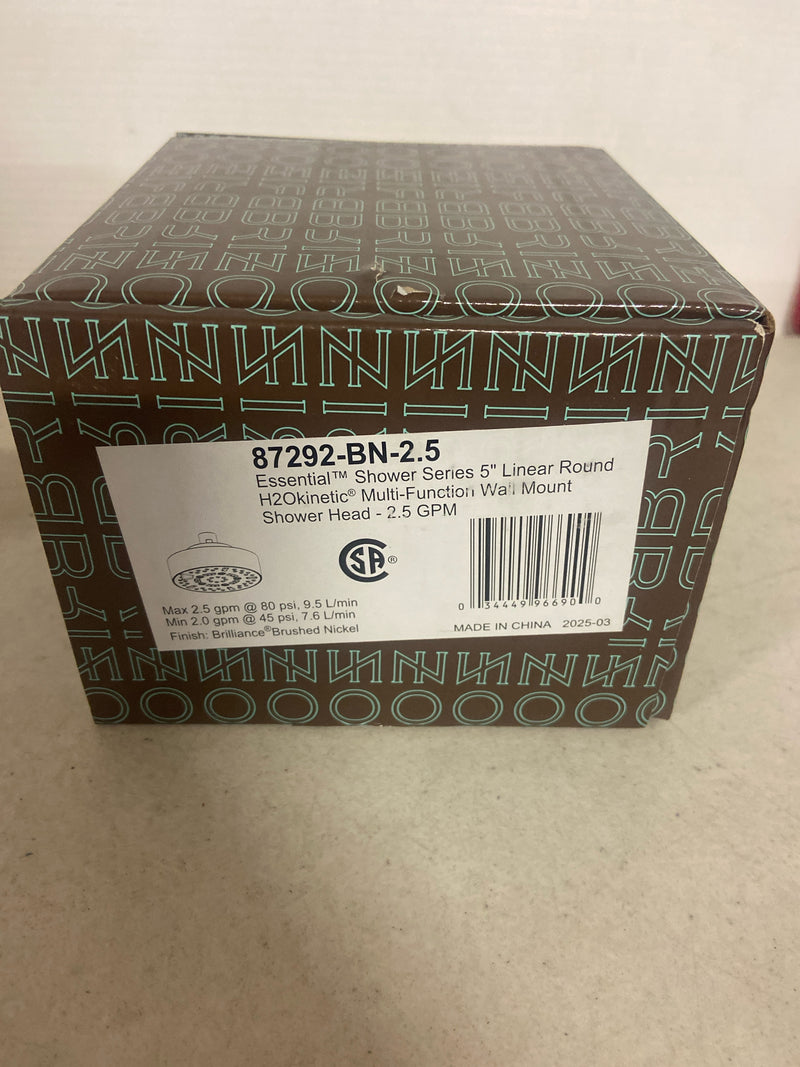 87292-BN-2.5
Essential™ Shower Series 5" Linear Round
H2Okinetic® Multi-Function Wall Mount
Shower Head - 2.5 GPM
CSA®
Max 2.5 gpm @ 80 psi, 9.5 L/min
Min 2.0 gpm @ 45 psi, 7.6 L/min
Finish: Brilliance®Brushed Nickel
0 34449 96690 0
MADE IN CHINA 2025-03